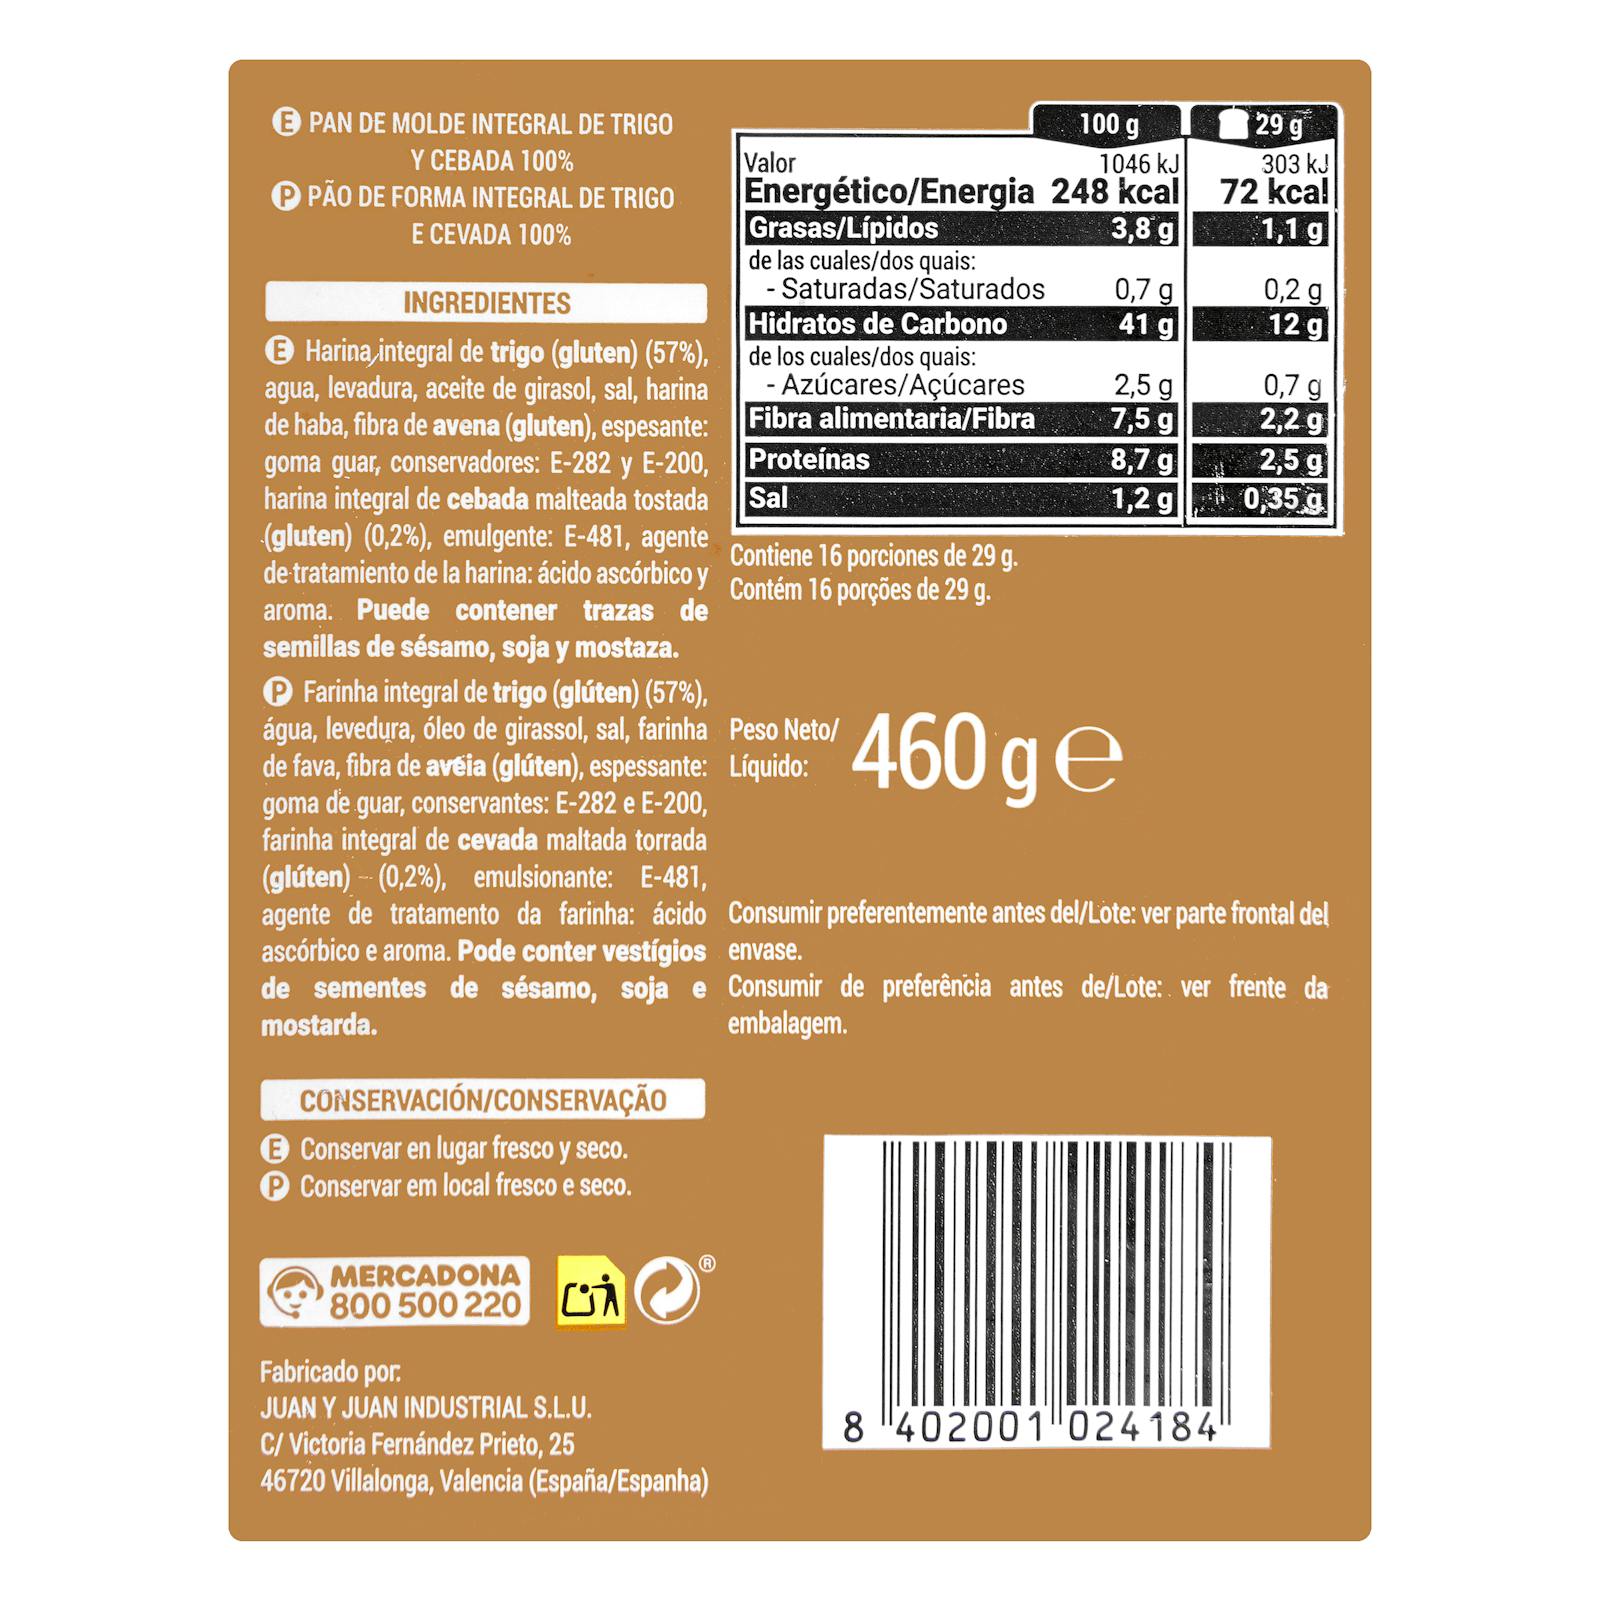 E PAN DE MOLDE INTEGRAL DE TRIGO
Y CEBADA 100%
P PÃO DE FORMA INTEGRAL DE TRIGO
E CEVADA 100%
INGREDIENTES
E Harina integral de trigo (gluten) (57%),
agua, levadura, aceite de girasol, sal, harina
de haba, fibra de avena (gluten), espesante:
goma guar, conservadores: E-282 y E-200,
harina integral de cebada malteada tostada
(gluten) (0,2%), emulgente: E-481, agente
de tratamiento de la harina: ácido ascórbico y
aroma. Puede contener trazas de
semillas de sésamo, soja y mostaza.
P Farinha integral de trigo (glúten) (57%),
água, levedura, óleo de girassol, sal, farinha
de fava, fibra de aveia (glúten), espessante:
goma de guar, conservantes: E-282 e E-200,
farinha integral de cevada maltada torrada
(glúten) (0,2%), emulsionante: E-481,
agente de tratamento da farinha: ácido
ascórbico e aroma. Pode conter vestígios
de sementes de sésamo, soja e
mostarda.
CONSERVACIÓN/CONSERVAÇÃO
E Conservar en lugar fresco y seco.
P Conservar em local fresco e seco.
MERCADONA
800 500 220
®
Fabricado por:
JUAN Y JUAN INDUSTRIAL S.L.U.
C/ Victoria Fernández Prieto, 25
46720 Villalonga, Valencia (España/Espanha)
100 g 29 g
Valor 1046 kJ 303 kJ
Energético/Energia 248 kcal 72 kcal
Grasas/Lípidos 3,8 g 1,1 g
de las cuales/dos quais:
- Saturadas/Saturados 0,7 g 0,2 g
Hidratos de Carbono 41 g 12 g
de los cuales/dos quais:
- Azúcares/Açúcares 2,5 g 0,7 g
Fibra alimentaria/Fibra 7,5 g 2,2 g
Proteínas 8,7 g 2,5 g
Sal 1,2 g 0,35 g
Contiene 16 porciones de 29 g.
Contém 16 porções de 29 g.
Peso Neto/
Líquido: 460 g e
Consumir preferentemente antes del/Lote: ver parte frontal del
envase.
Consumir de preferência antes de/Lote: ver frente da
embalagem.
8 402001 024184